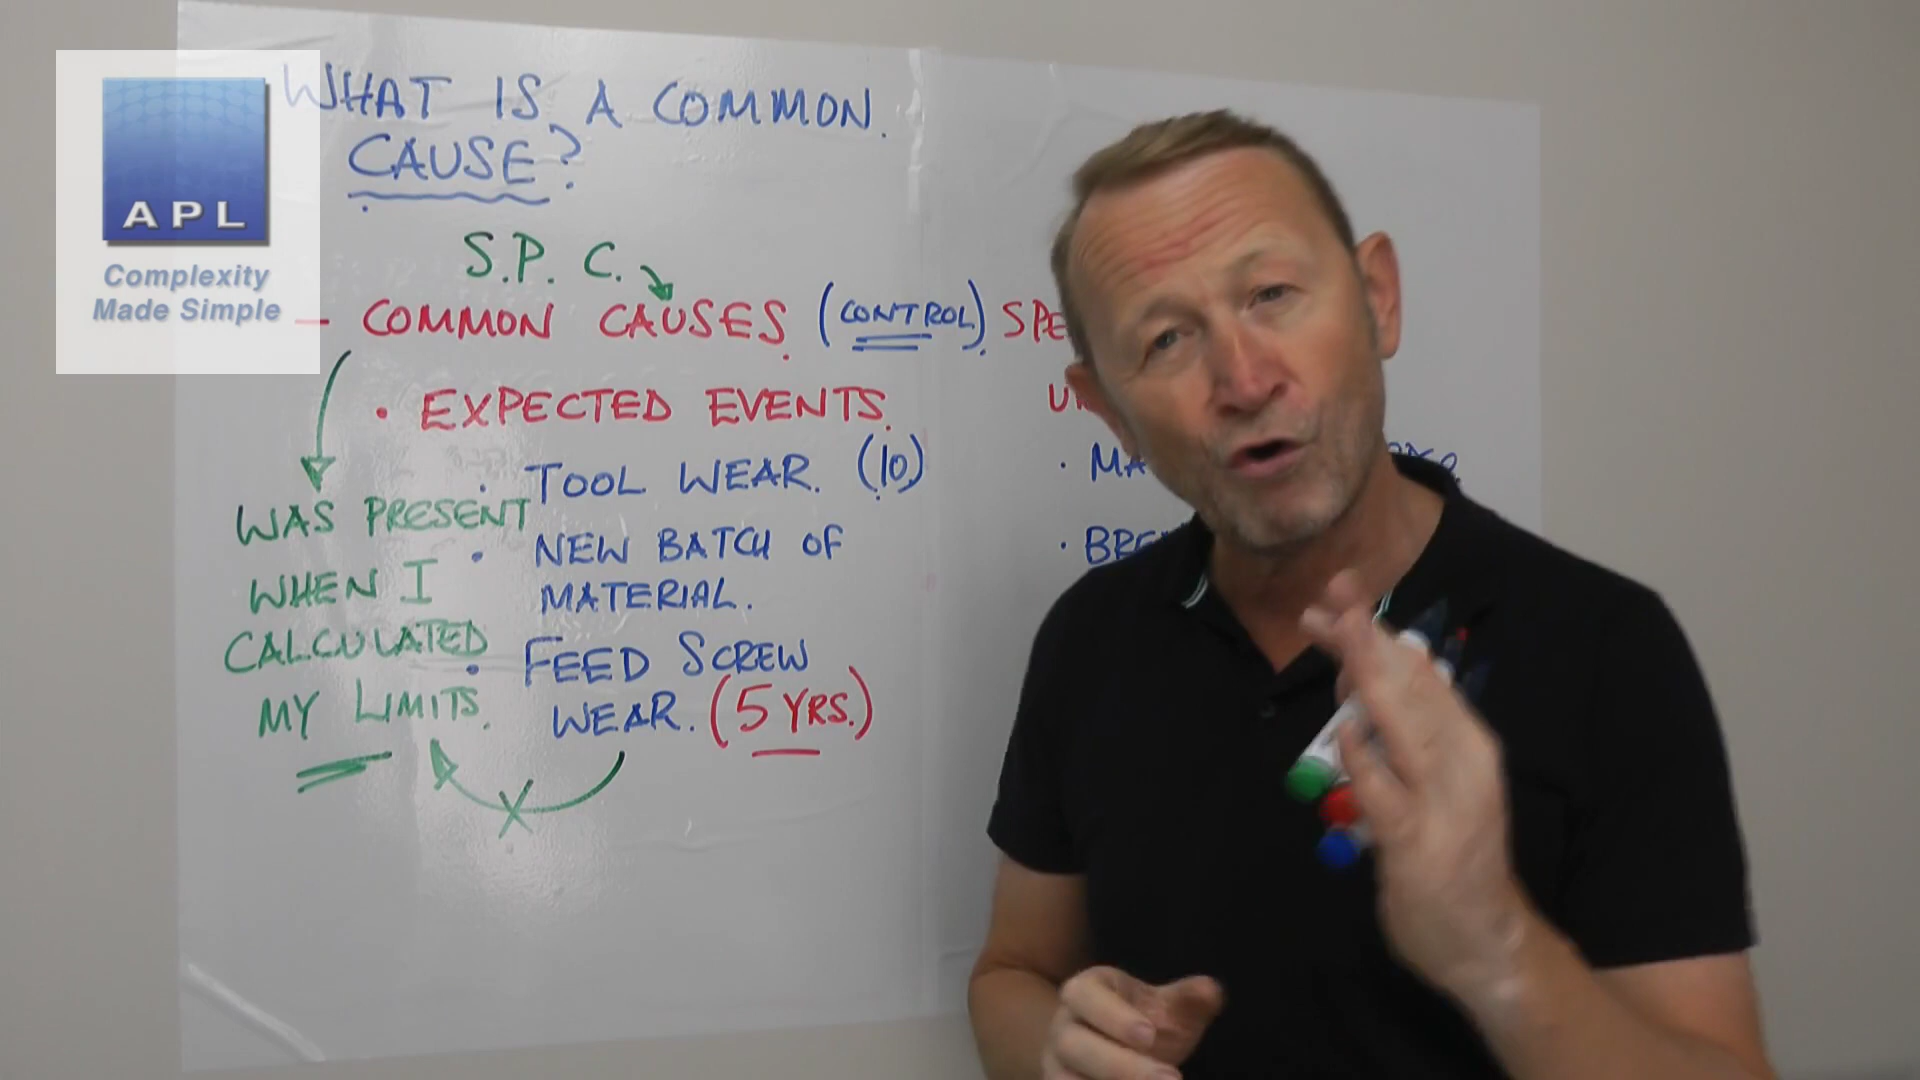 WHAT IS A COMMON
CAUSE?
APL
Complexity
Made Simple
S.P.C.
- COMMON CAUSES (CONTROL)
• EXPECTED EVENTS.
• TOOL WEAR. (10)
• NEW BATCH OF
MATERIAL.
• FEED SCREW
WEAR. (5 YRS.)
WAS PRESENT
WHEN I
CALCULATED
MY LIMITS.